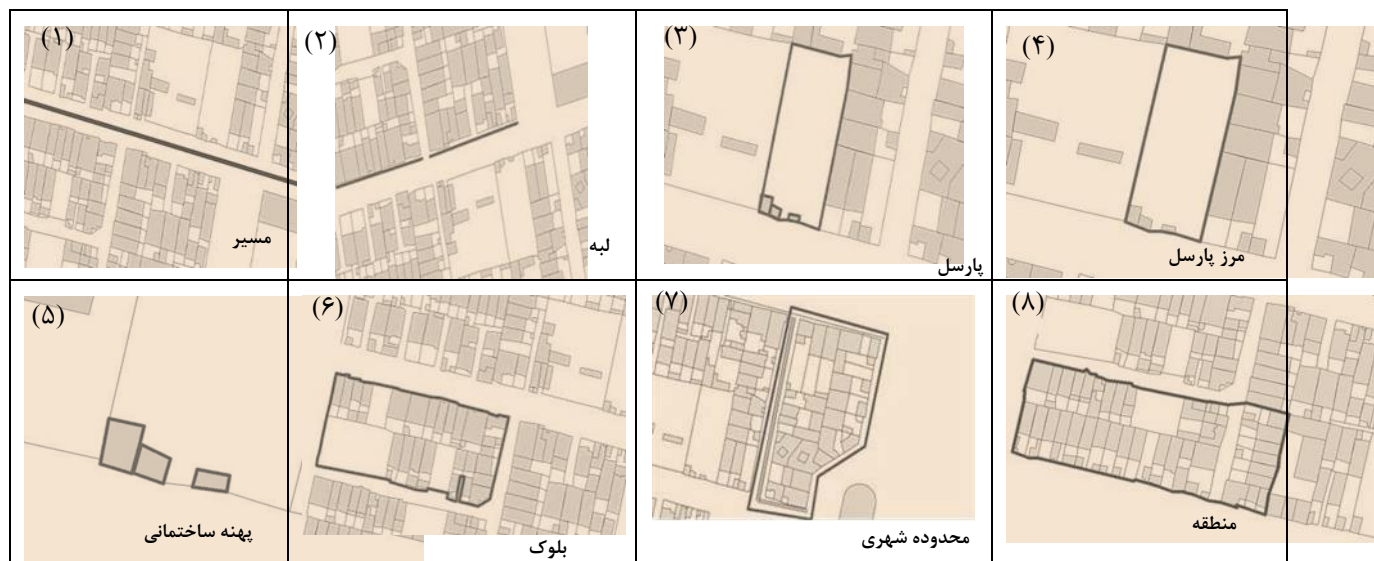 (۱)
مسیر
(۲)
لبه
(۳)
پارسل
(۴)
مرز پارسل
(۵)
پهنه ساختمانی
(۶)
بلوک
(۷)
محدوده شهری
(۸)
منطقه